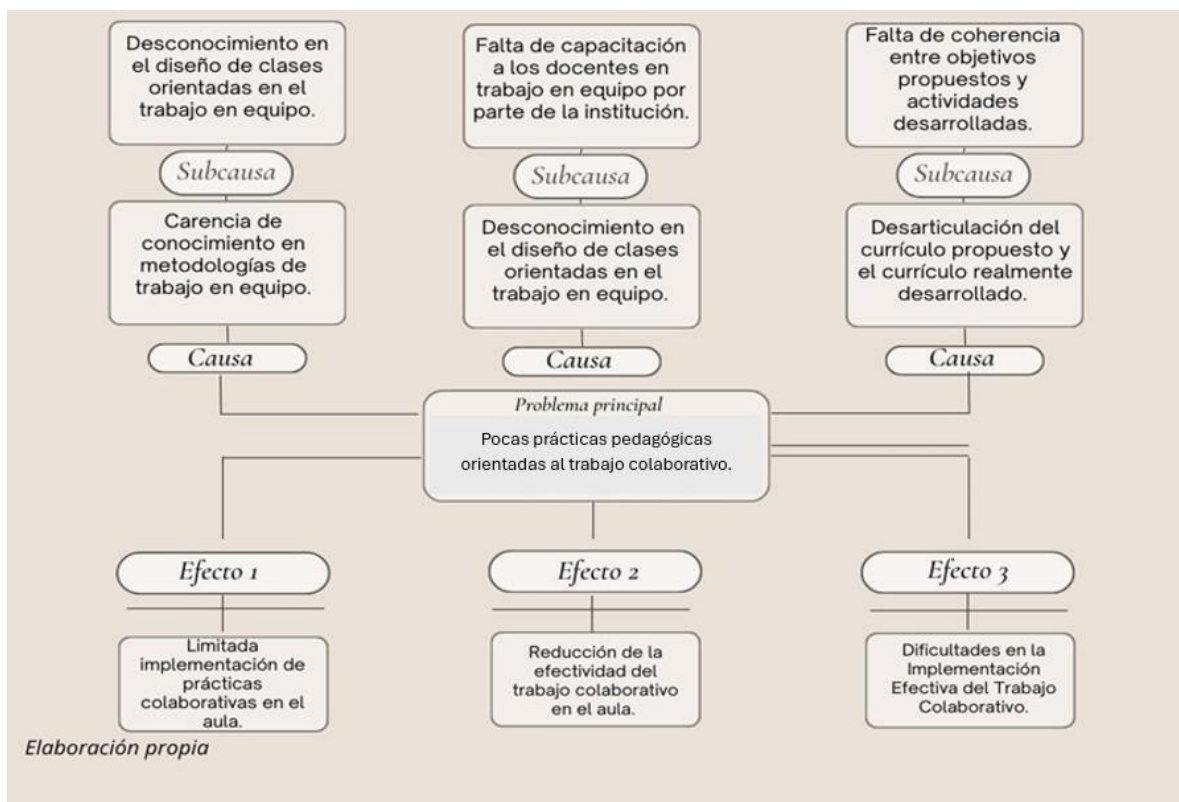 Desconocimiento en
el diseño de clases
orientadas en el
trabajo en equipo.
Falta de capacitación
a los docentes en
trabajo en equipo por
parte de la institución.
Falta de coherencia
entre objetivos
propuestos y
actividades
desarrolladas.
Subcausa
Subcausa
Subcausa
Carencia de
conocimiento en
metodologías de
trabajo en equipo.
Desconocimiento en
el diseño de clases
orientadas en el
trabajo en equipo.
Desarticulación del
currículo propuesto y
el currículo realmente
desarrollado.
Causa
Causa
Causa
Problema principal
Pocas prácticas pedagógicas
orientadas al trabajo colaborativo.
Efecto 1
Efecto 2
Efecto 3
Limitada
implementación de
prácticas
colaborativas en el
aula.
Reducción de la
efectividad del
trabajo colaborativo
en el aula.
Dificultades en la
Implementación
Efectiva del Trabajo
Colaborativo.
Elaboración propia